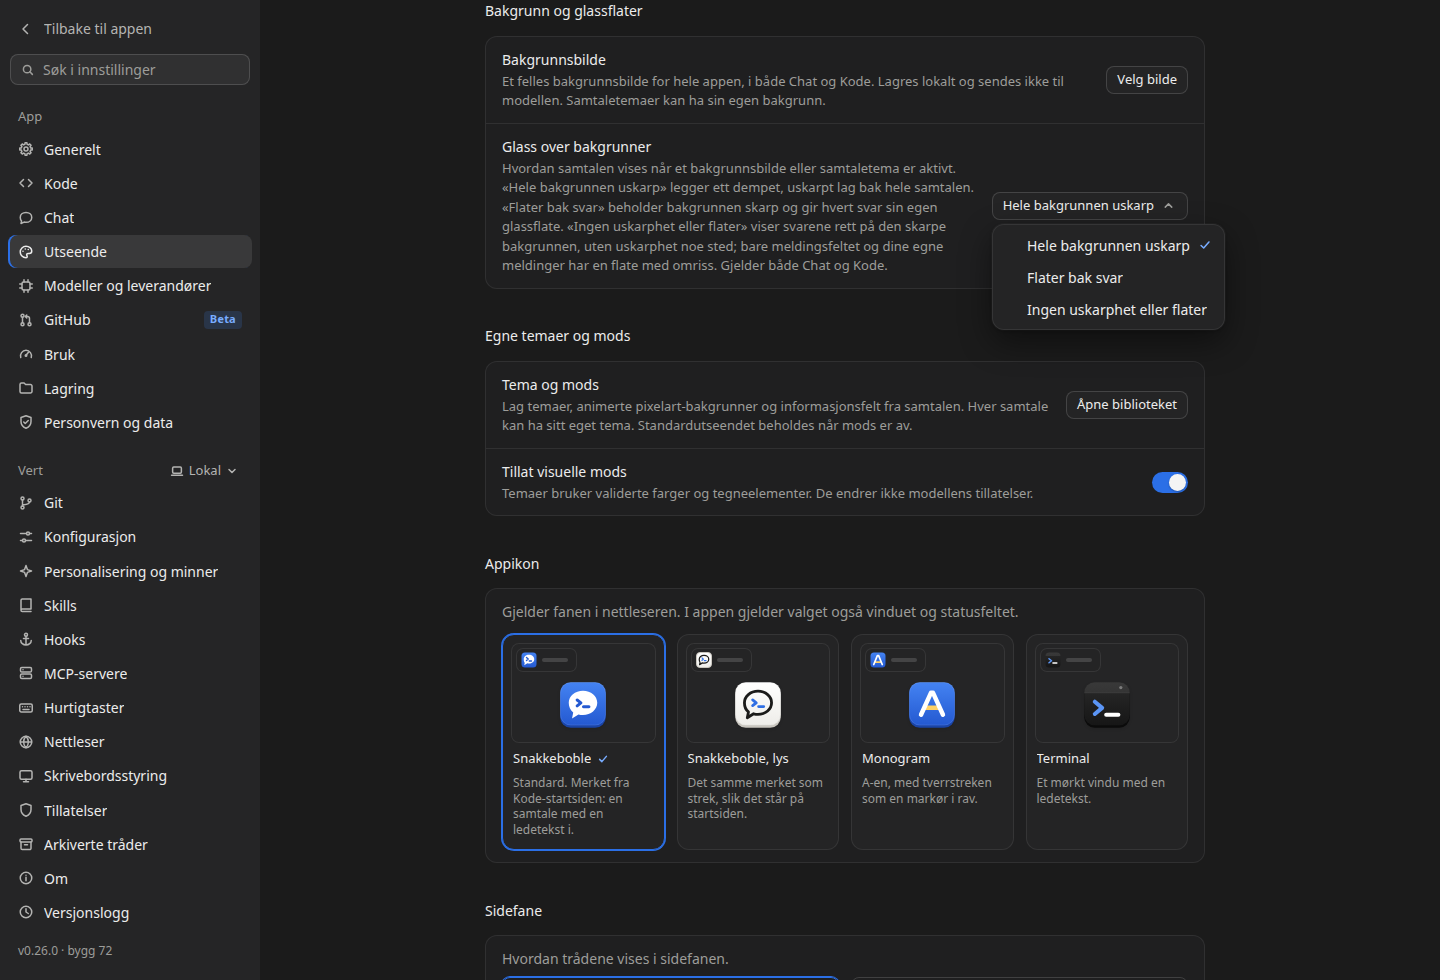 Tilbake til appen
Søk i innstillinger
App
Generelt
Kode
Chat
Utseende
Modeller og leverandører
GitHub
Beta
Bruk
Lagring
Personvern og data
Vert
Lokal
Git
Konfigurasjon
Personalisering og minner
Skills
Hooks
MCP-servere
Hurtigtaster
Nettleser
Skrivebordsstyring
Tillatelser
Arkiverte tråder
Om
Versjonslogg
v0.26.0 · bygg 72
Bakgrunn og glassflater
Bakgrunnsbilde
Et felles bakgrunnsbilde for hele appen, i både Chat og Kode. Lagres lokalt og sendes ikke til
modellen. Samtaletemaer kan ha sin egen bakgrunn.
Velg bilde
Glass over bakgrunner
Hvordan samtalen vises når et bakgrunnsbilde eller samtaletema er aktivt.
«Hele bakgrunnen uskarp» legger ett dempet, uskarpt lag bak hele samtalen.
«Flater bak svar» beholder bakgrunnen skarp og gir hvert svar sin egen
glassflate. «Ingen uskarphet eller flater» viser svarene rett på den skarpe
bakgrunnen, uten uskarphet noe sted; bare meldingsfeltet og dine egne
meldinger har en flate med omriss. Gjelder både Chat og Kode.
Hele bakgrunnen uskarp
Hele bakgrunnen uskarp
Flater bak svar
Ingen uskarphet eller flater
Egne temaer og mods
Tema og mods
Lag temaer, animerte pixelart-bakgrunner og informasjonsfelt fra samtalen. Hver samtale
kan ha sitt eget tema. Standardutseendet beholdes når mods er av.
Åpne biblioteket
Tillat visuelle mods
Temaer bruker validerte farger og tegneelementer. De endrer ikke modellens tillatelser.
Appikon
Gjelder fanen i nettleseren. I appen gjelder valget også vinduet og statusfeltet.
Snakkeboble
Standard. Merket fra
Kode-startsiden: en
samtale med en
ledetekst i.
Snakkeboble, lys
Det samme merket som
strek, slik det står på
startsiden.
Monogram
A-en, med tverrstreken
som en markør i rav.
Terminal
Et mørkt vindu med en
ledetekst.
Sidefane
Hvordan trådene vises i sidefanen.